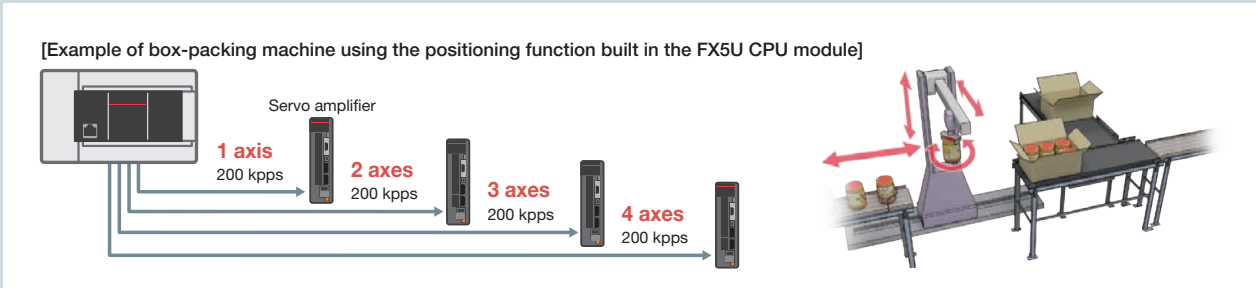 [Example of box-packing machine using the positioning function built in the FX5U CPU module]
Servo amplifier
1 axis
200 kpps
2 axes
200 kpps
3 axes
200 kpps
4 axes
200 kpps